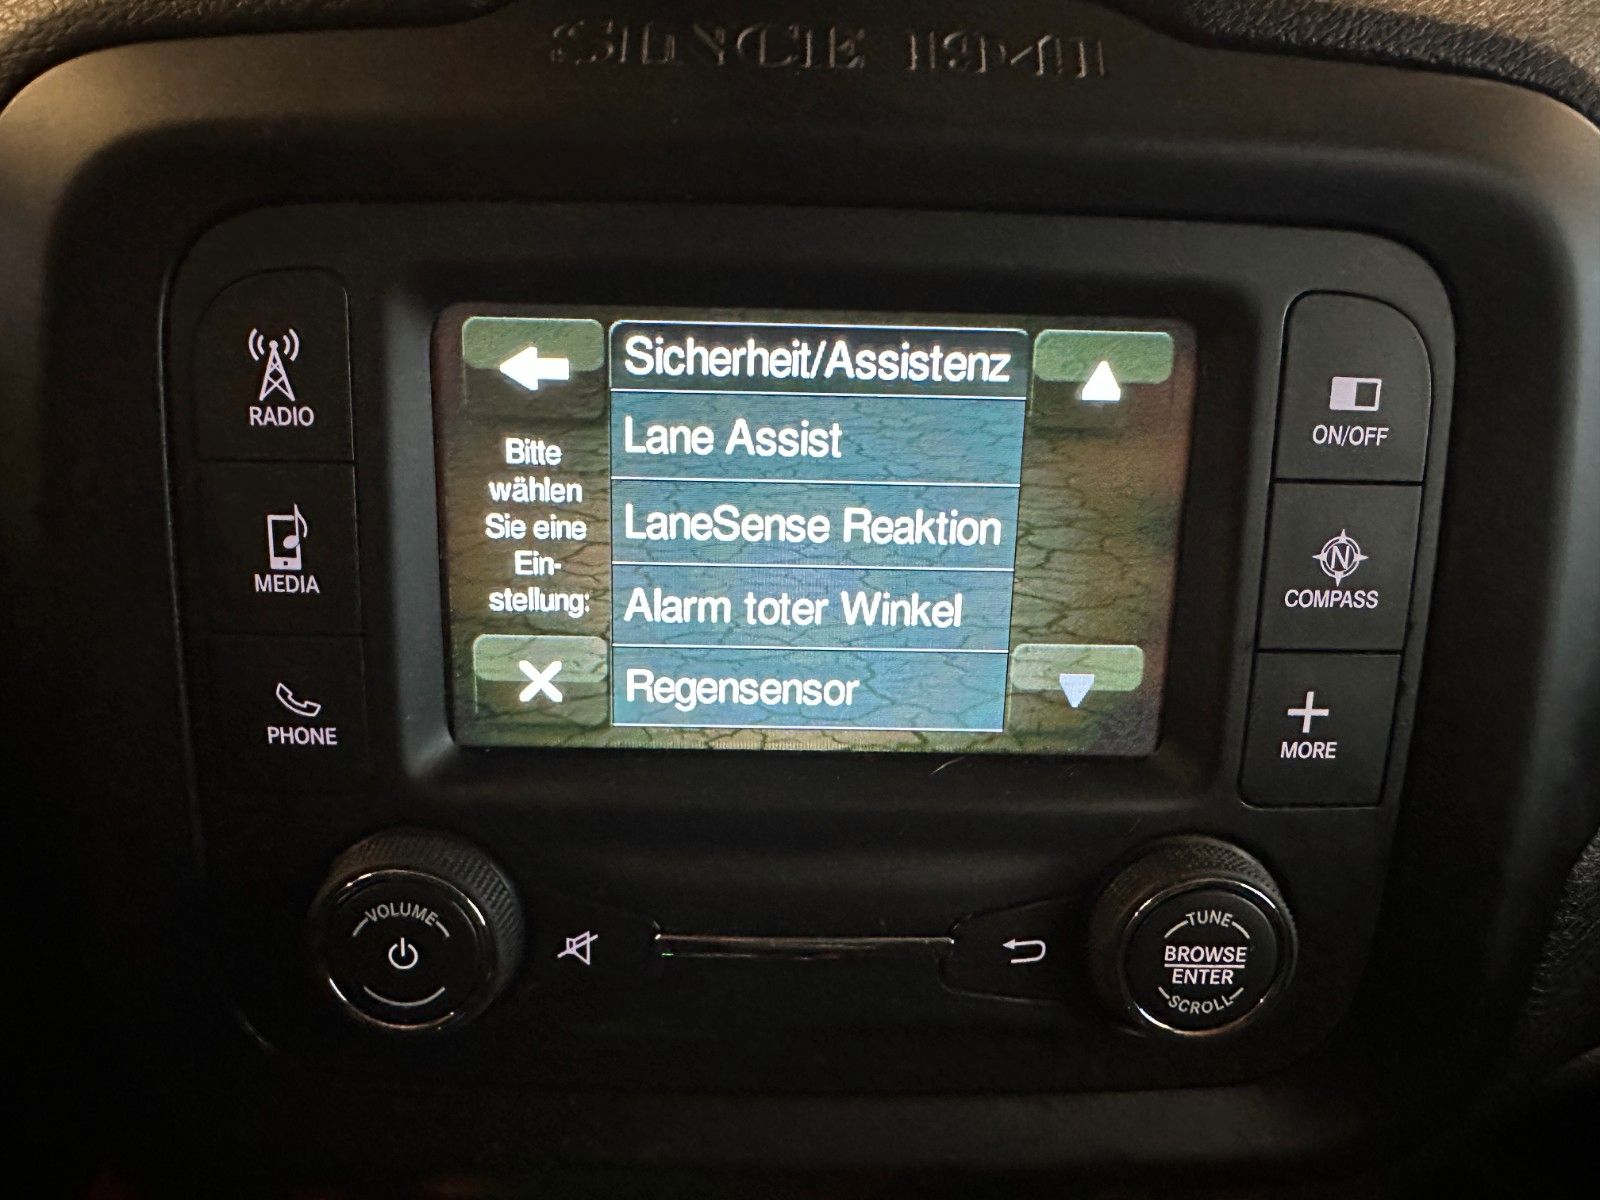 SINCE 1941
RADIO
MEDIA
PHONE
Sicherheit/Assistenz
Bitte
wählen
Sie eine
Ein-
stellung:
Lane Assist
LaneSense Reaktion
Alarm toter Winkel
Regensensor
ON/OFF
N
COMPASS
MORE
VOLUME
TUNE
BROWSE
ENTER
SCROLL